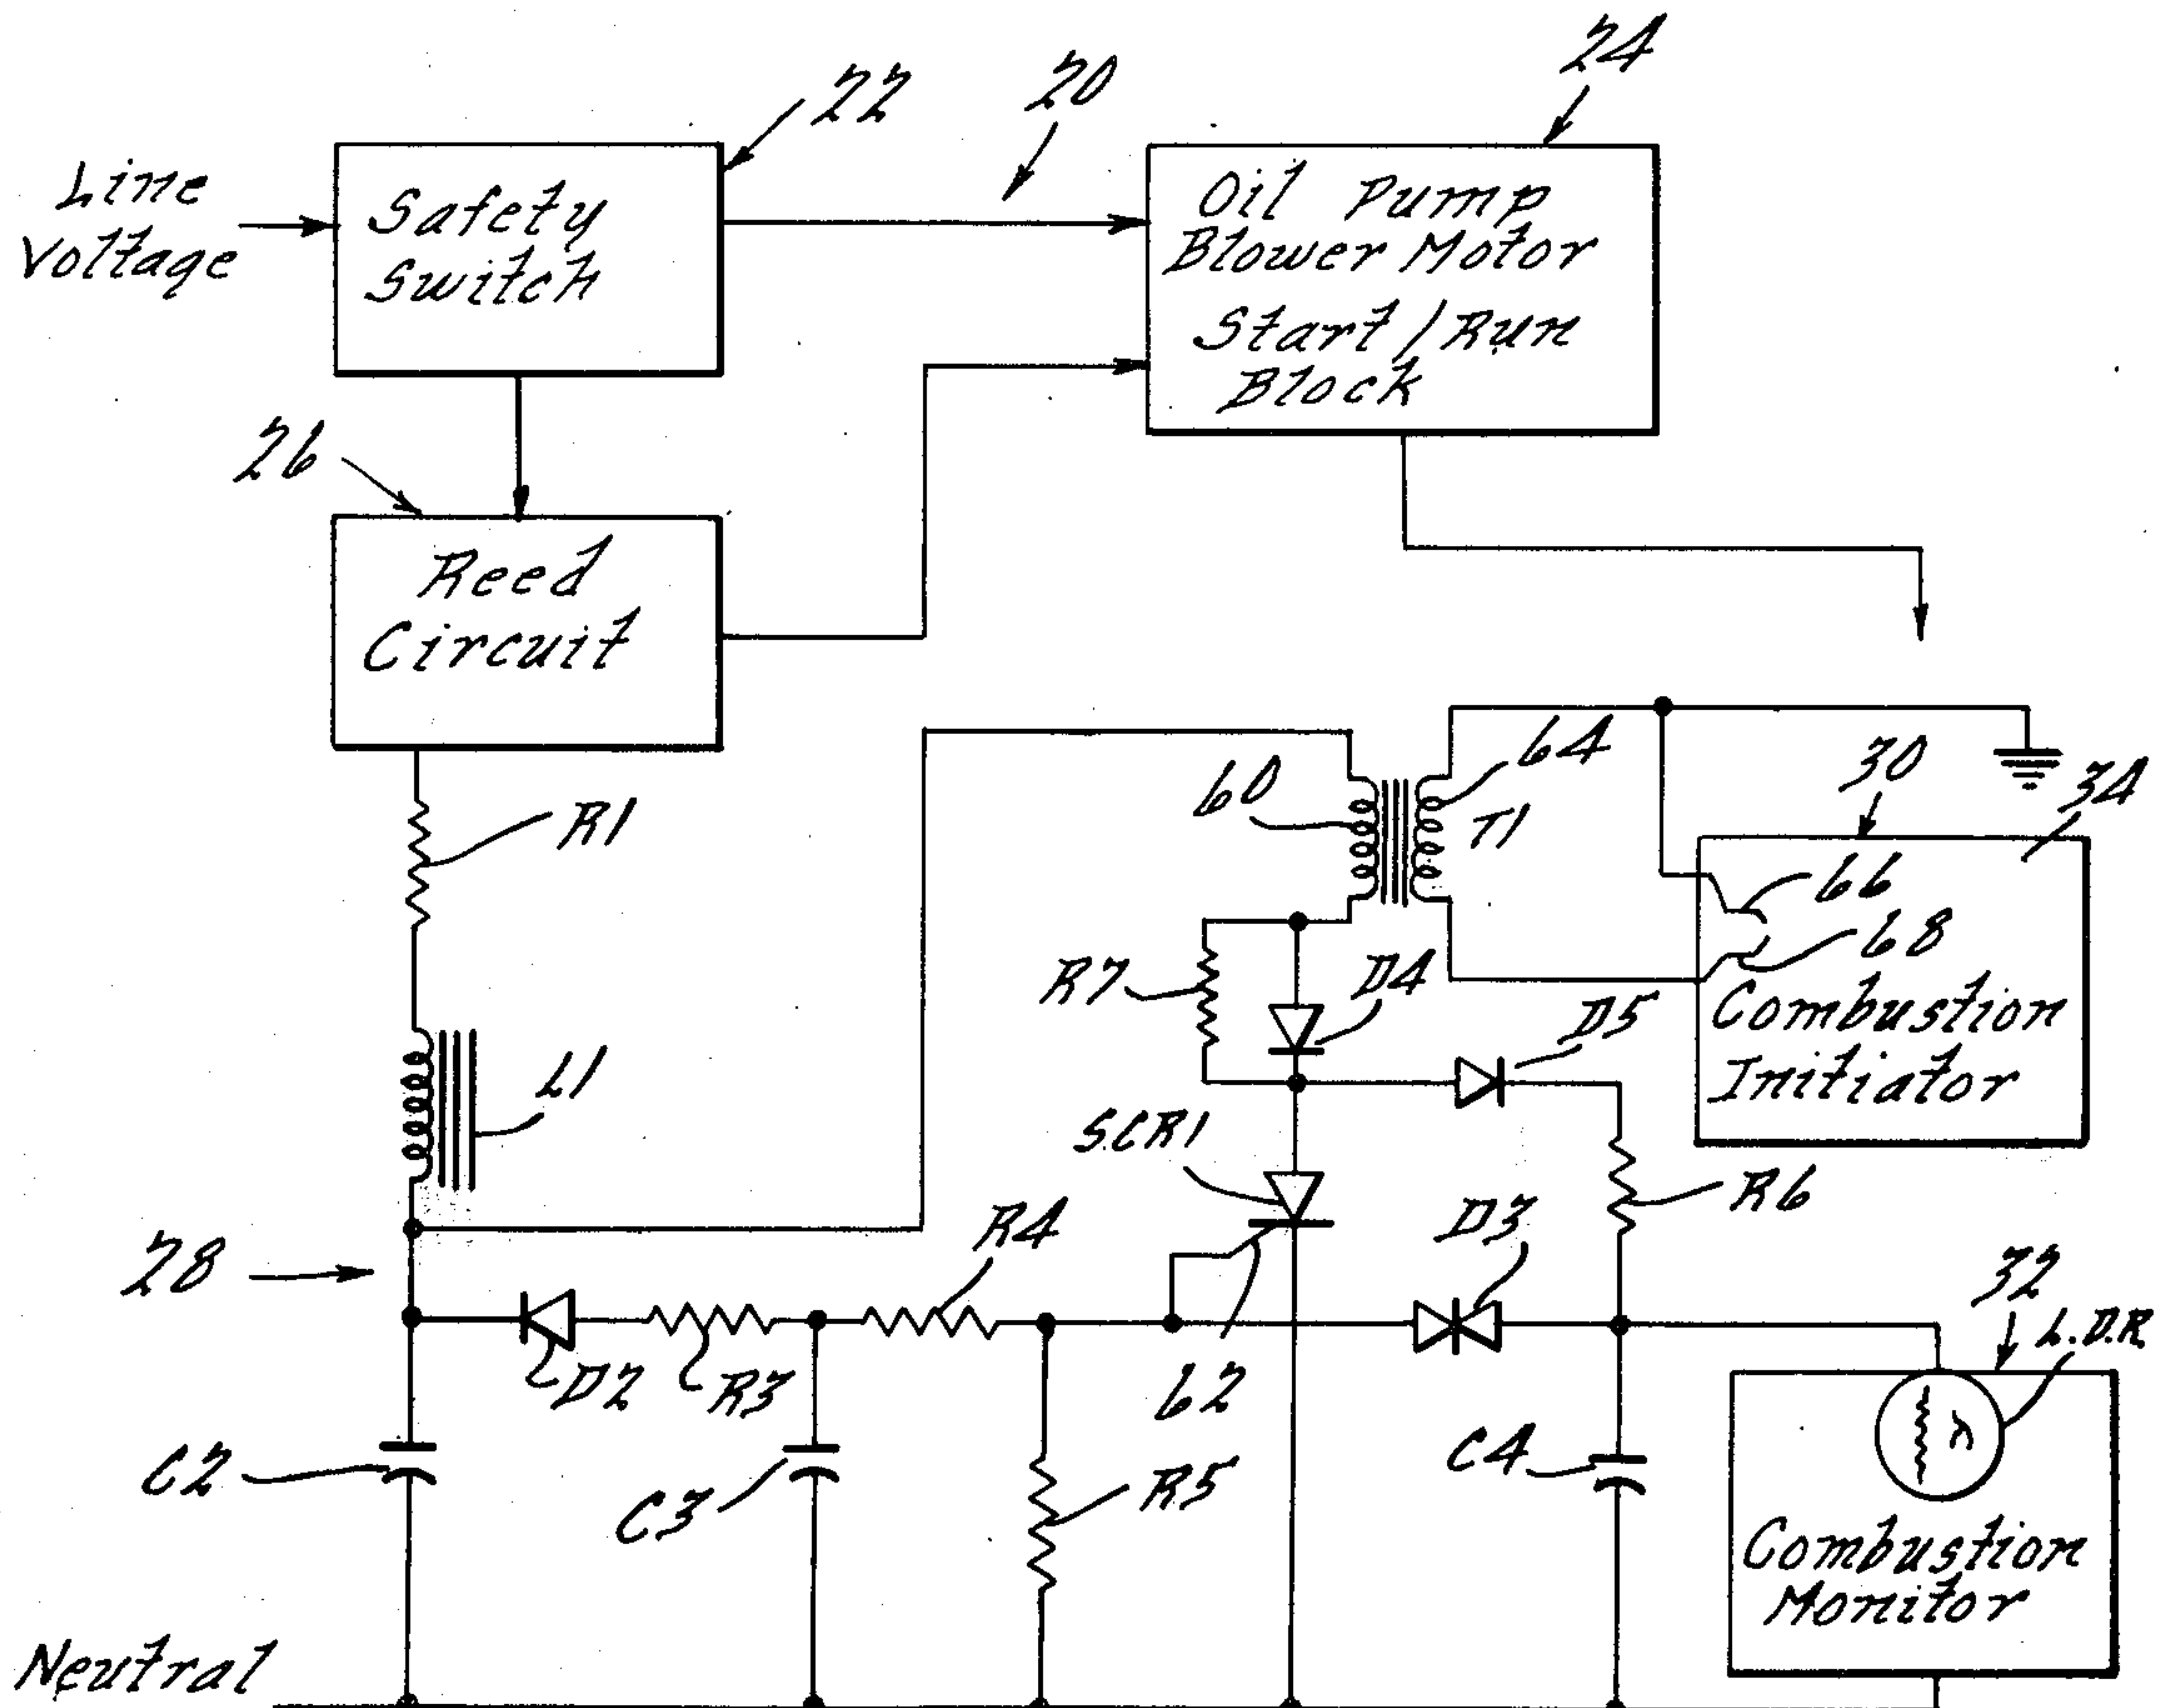 24
20
22
Line
Voltage
Safety
Switch
Oil Pump
Blower Motor
Start/Run
Block
26
Reed
Circuit
60
64
T1
30
34
R1
66
68
R7
D4
D5
Combustion
Initiator
L1
SCR1
R4
D3
R6
28
32
L.D.R
D2
R3
62
C2
C3
R5
C4
λ
Combustion
Monitor
Neutral